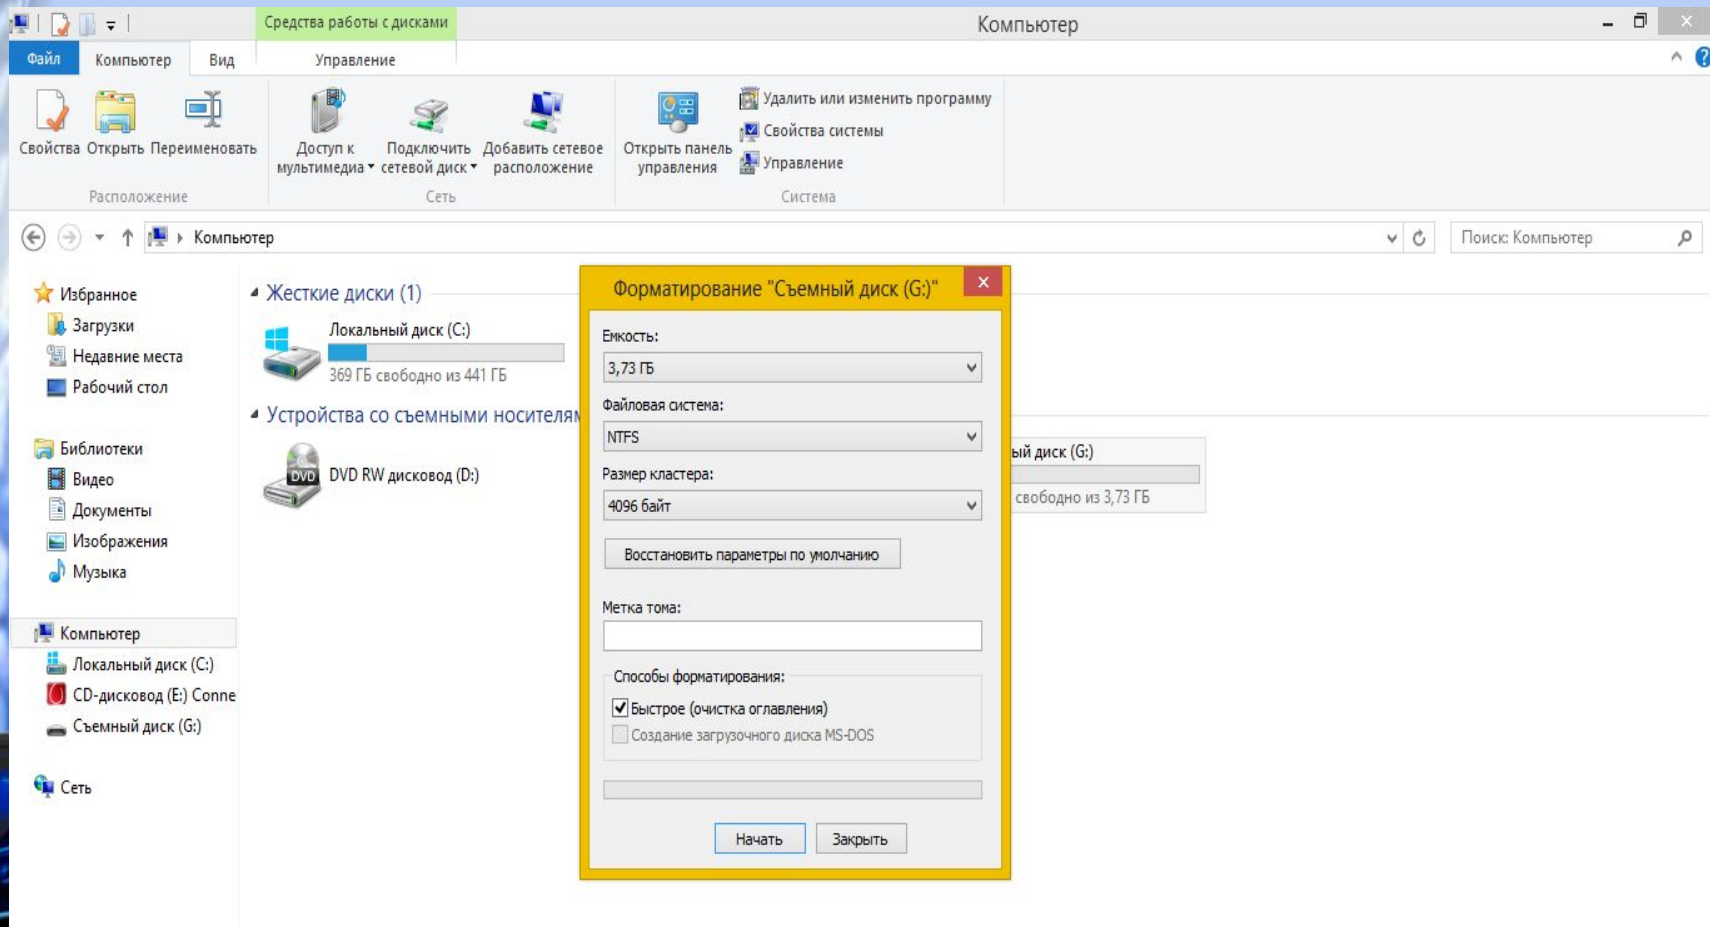 Средства работы с дисками
Компьютер
Файл
Компьютер
Вид
Управление
Свойства
Открыть
Переименовать
Доступ к
мультимедиа
Подключить
сетевой диск
Добавить сетевое
расположение
Открыть панель
управления
Удалить или изменить программу
Свойства системы
Управление
Расположение
Сеть
Система
Компьютер
Поиск: Компьютер
Избранное
Загрузки
Недавние места
Рабочий стол
Библиотеки
Видео
Документы
Изображения
Музыка
Компьютер
Локальный диск (C:)
CD-дисковод (E:) Conne
Съемный диск (G:)
Сеть
Жесткие диски (1)
Локальный диск (C:)
369 ГБ свободно из 441 ГБ
Устройства со съемными носителям
DVD
DVD RW дисковод (D:)
ый диск (G:)
свободно из 3,73 ГБ
Форматирование "Съемный диск (G:)"
Емкость:
3,73 ГБ
Файловая система:
NTFS
Размер кластера:
4096 байт
Восстановить параметры по умолчанию
Метка тома:
Способы форматирования:
Быстрое (очистка оглавления)
Создание загрузочного диска MS-DOS
Начать
Закрыть